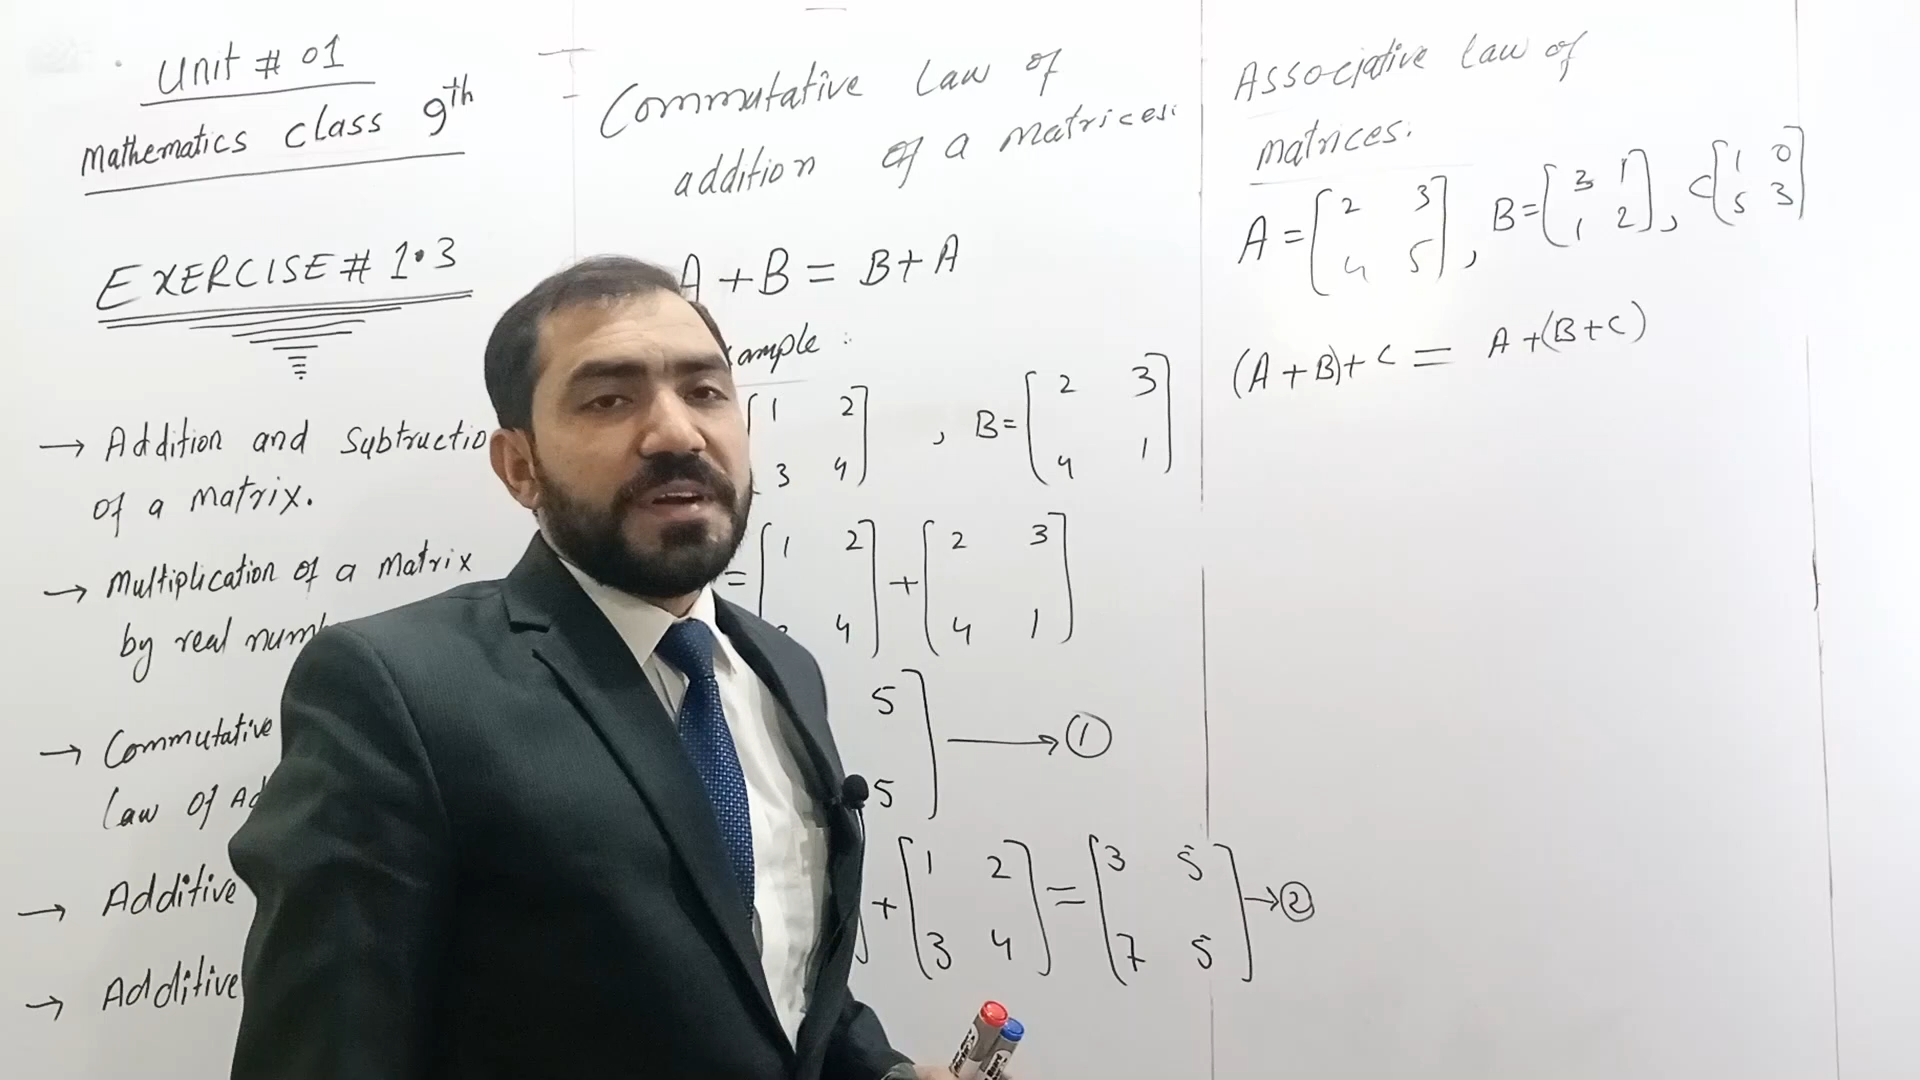 Unit # 01
Mathematics class 9th
EXERCISE # 1.3
→ Addition and Subtructio
of a matrix.
→ Multiplication of a matrix
by real num
→ Commutative
Law of Ad
→ Additive
→ Additive
Commutative Law of
addition of a matrices:
A + B = B + A
ample :
1 2 , B = 2 3
3 4 4 1
= 1 2 + 2 3
4 4 1
5
5 → 1
+ 1 2 = 3 5 → 2
3 4 7 5
Associative Law of
matrices:
A = 2 3 , B = 3 1 , C 1 0
4 5 1 2 5 3
(A + B) + C = A + (B + C)